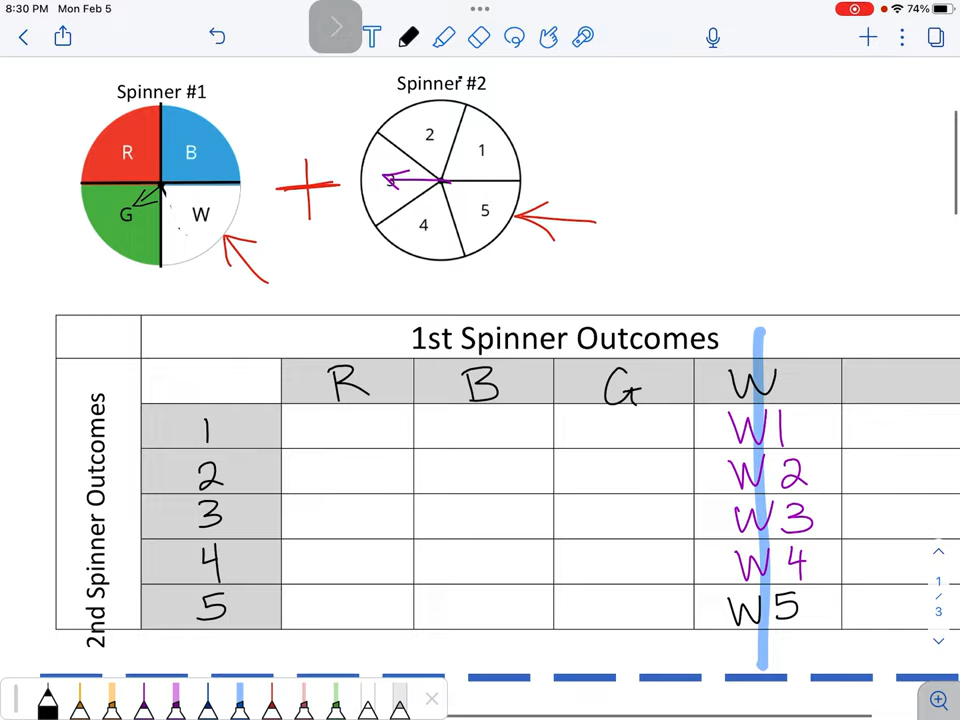 8:30 PM Mon Feb 5
74%
T
Spinner #1
Spinner #2
R B
G W
2 1
3
4 5
1st Spinner Outcomes
2nd Spinner Outcomes
R B G W
1 W1
2 W2
3 W3
4 W4
5 W5
1
/
3